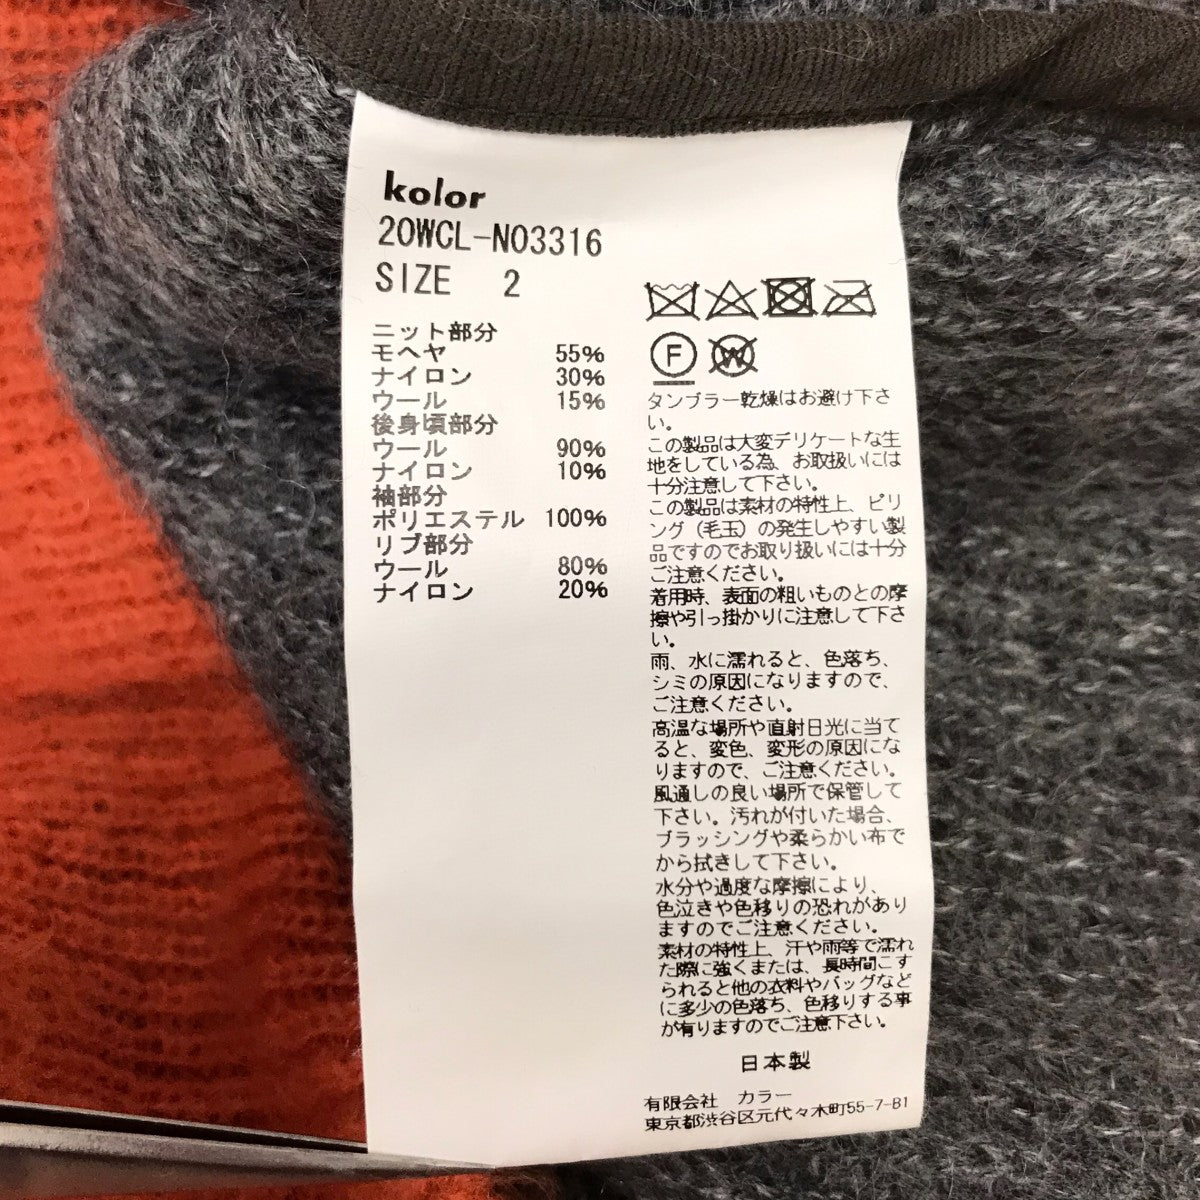 kolor
20WCL-N03316
SIZE 2
ニット部分
モヘヤ 55%
ナイロン 30%
ウール 15%
後身頃部分
ウール 90%
ナイロン 10%
袖部分
ポリエステル 100%
リブ部分
ウール 80%
ナイロン 20%
F
W
タンブラー乾燥はお避け下さ
い。
この製品は大変デリケートな生
地をしている為、お取扱いには
十分注意して下さい。
この製品は素材の特性上、ピリ
ング(毛玉)の発生しやすい製
品ですのでお取り扱いには十分
ご注意ください。
着用時、表面の粗いものとの摩
擦や引っ掛かりに注意して下さ
い。
雨、水に濡れると、色落ち、
シミの原因になりますので、
ご注意ください。
高温な場所や直射日光に当て
ると、変色、変形の原因にな
りますので、ご注意ください。
風通しの良い場所で保管して
下さい。汚れが付いた場合、
ブラッシングや柔らかい布で
から拭きして下さい。
水分や過度な摩擦により、
色泣きや色移りの恐れがあり
ますのでご注意ください。
素材の特性上、汗や雨等で濡れ
た際に強くまたは、長時間こす
られると他の衣料やバッグなど
に多少の色落ち、色移りする事
が有りますのでご注意下さい。
日本製
有限会社 カラー
東京都渋谷区元代々木町55-7-B1